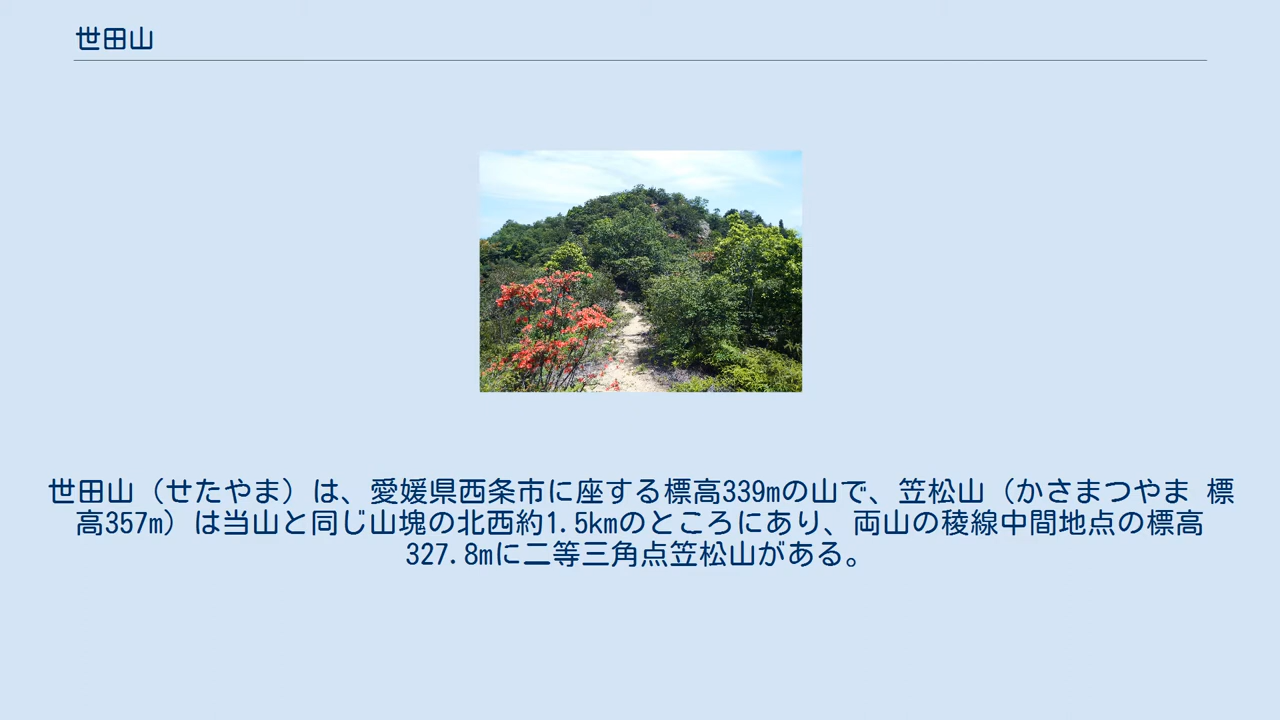 世田山
世田山（せたやま）は、愛媛県西条市に座する標高339mの山で、笠松山（かさまつやま 標
高357m）は当山と同じ山塊の北西約1.5kmのところにあり、両山の稜線中間地点の標高
327.8mに二等三角点笠松山がある。